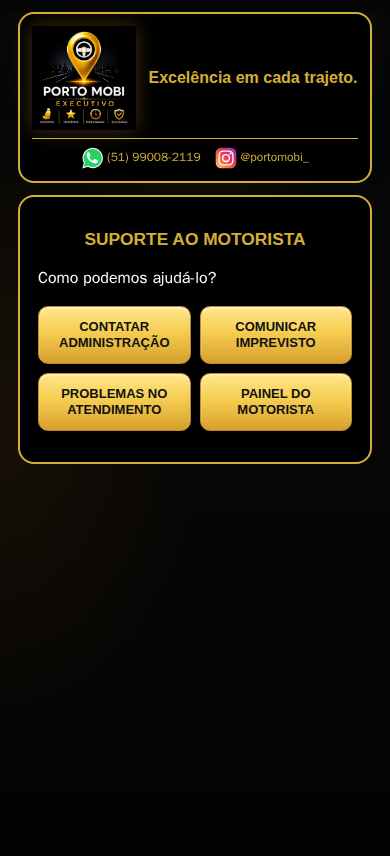 PORTO MOBI
EXECUTIVO
Excelência em cada trajeto.
(51) 99008-2119 @portomobi_
SUPORTE AO MOTORISTA
Como podemos ajudá-lo?
CONTATAR
ADMINISTRAÇÃO
COMUNICAR
IMPREVISTO
PROBLEMAS NO
ATENDIMENTO
PAINEL DO
MOTORISTA